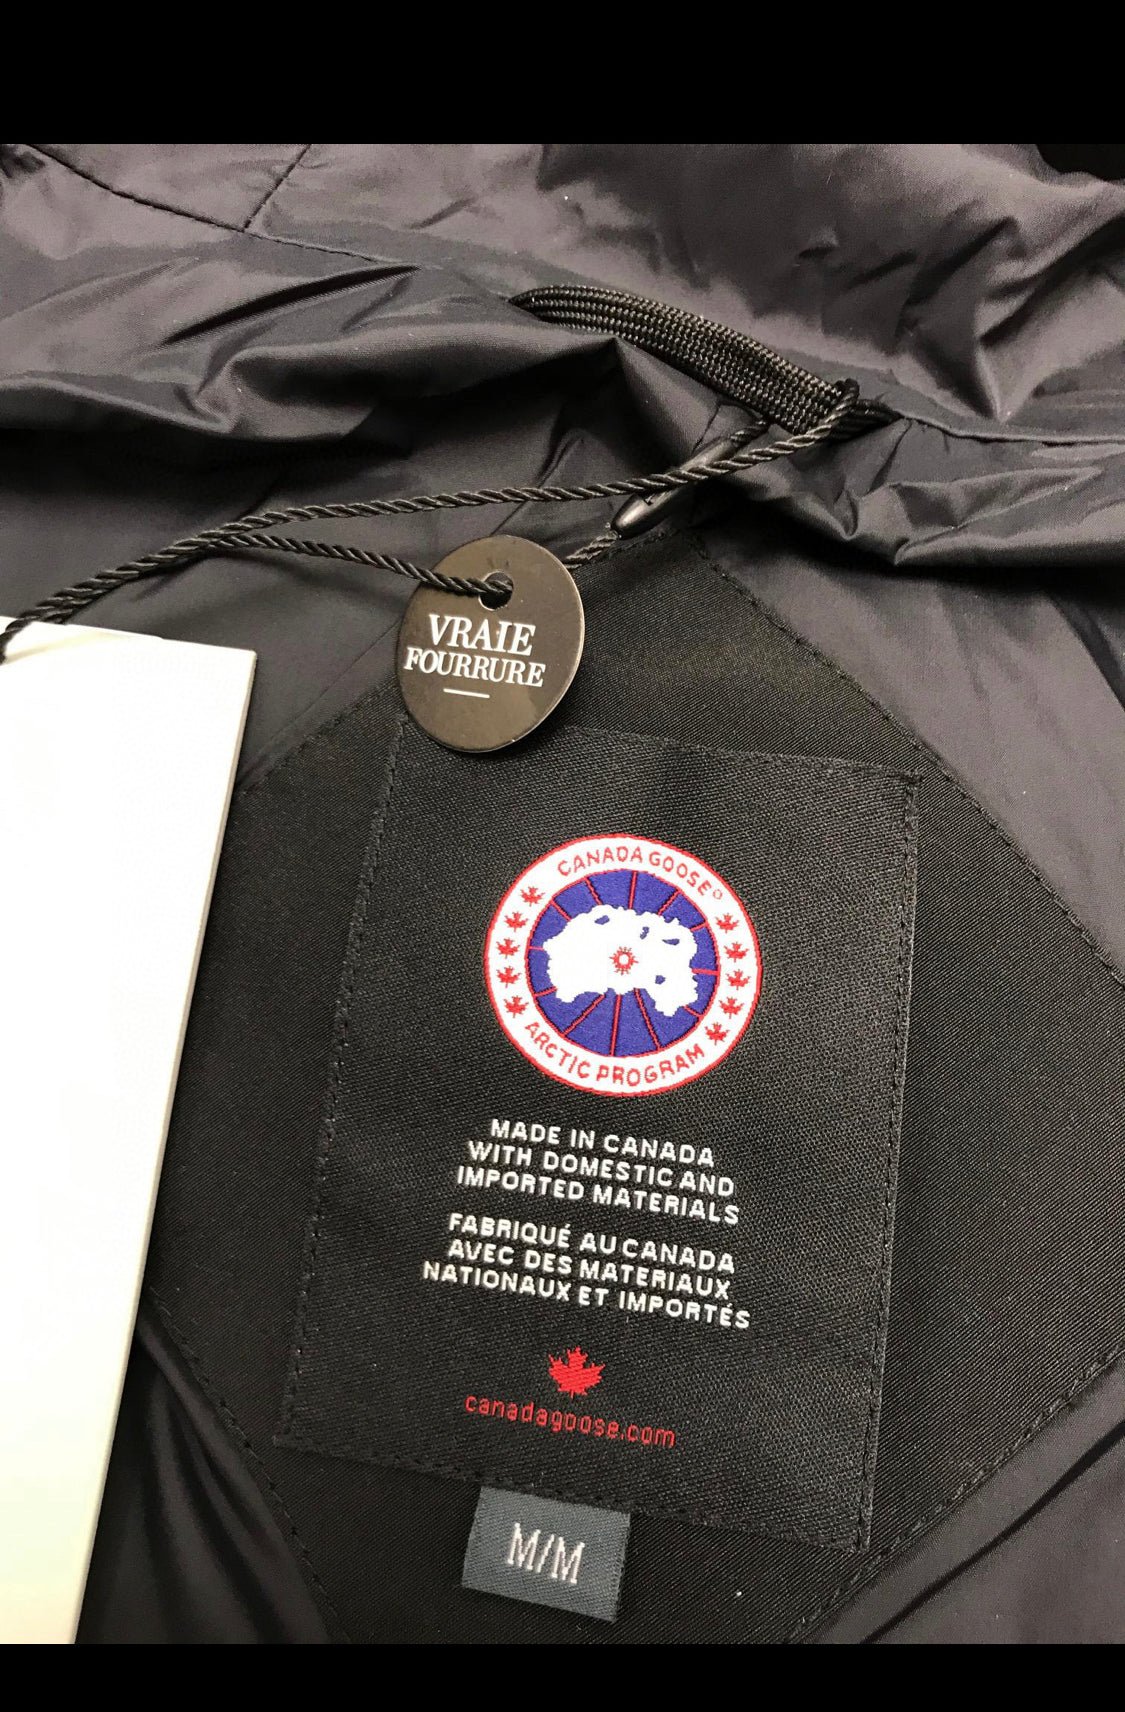 VRAIE
FOURRURE
CANADA GOOSE®
ARCTIC PROGRAM
MADE IN CANADA
WITH DOMESTIC AND
IMPORTED MATERIALS
FABRIQUÉ AU CANADA
AVEC DES MATERIAUX
NATIONAUX ET IMPORTÉS
canadagoose.com
M/M